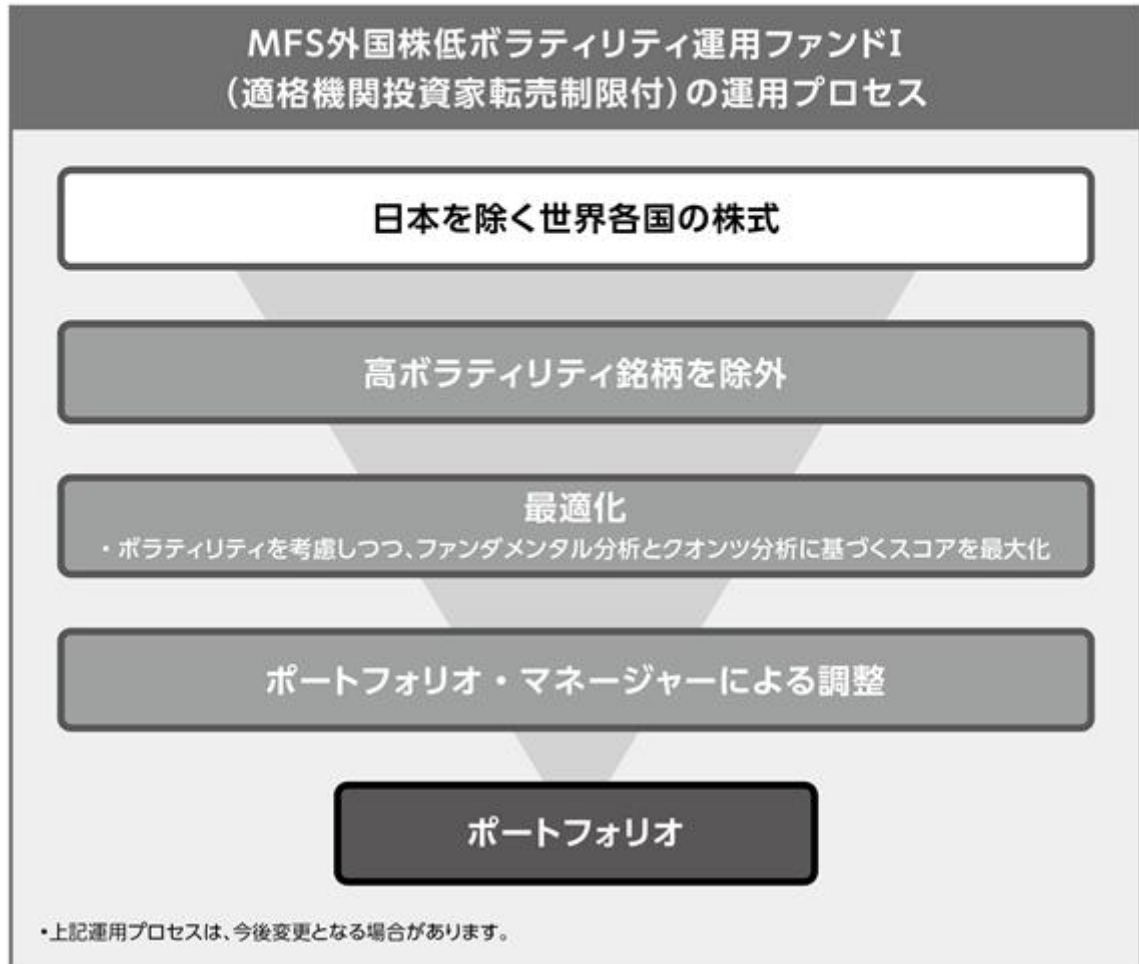 MFS外国株低ボラティリティ運用ファンドI
(適格機関投資家転売制限付)の運用プロセス
日本を除く世界各国の株式
高ボラティリティ銘柄を除外
最適化
・ボラティリティを考慮しつつ、ファンダメンタル分析とクオンツ分析に基づくスコアを最大化
ポートフォリオ・マネージャーによる調整
ポートフォリオ
•上記運用プロセスは、今後変更となる場合があります。